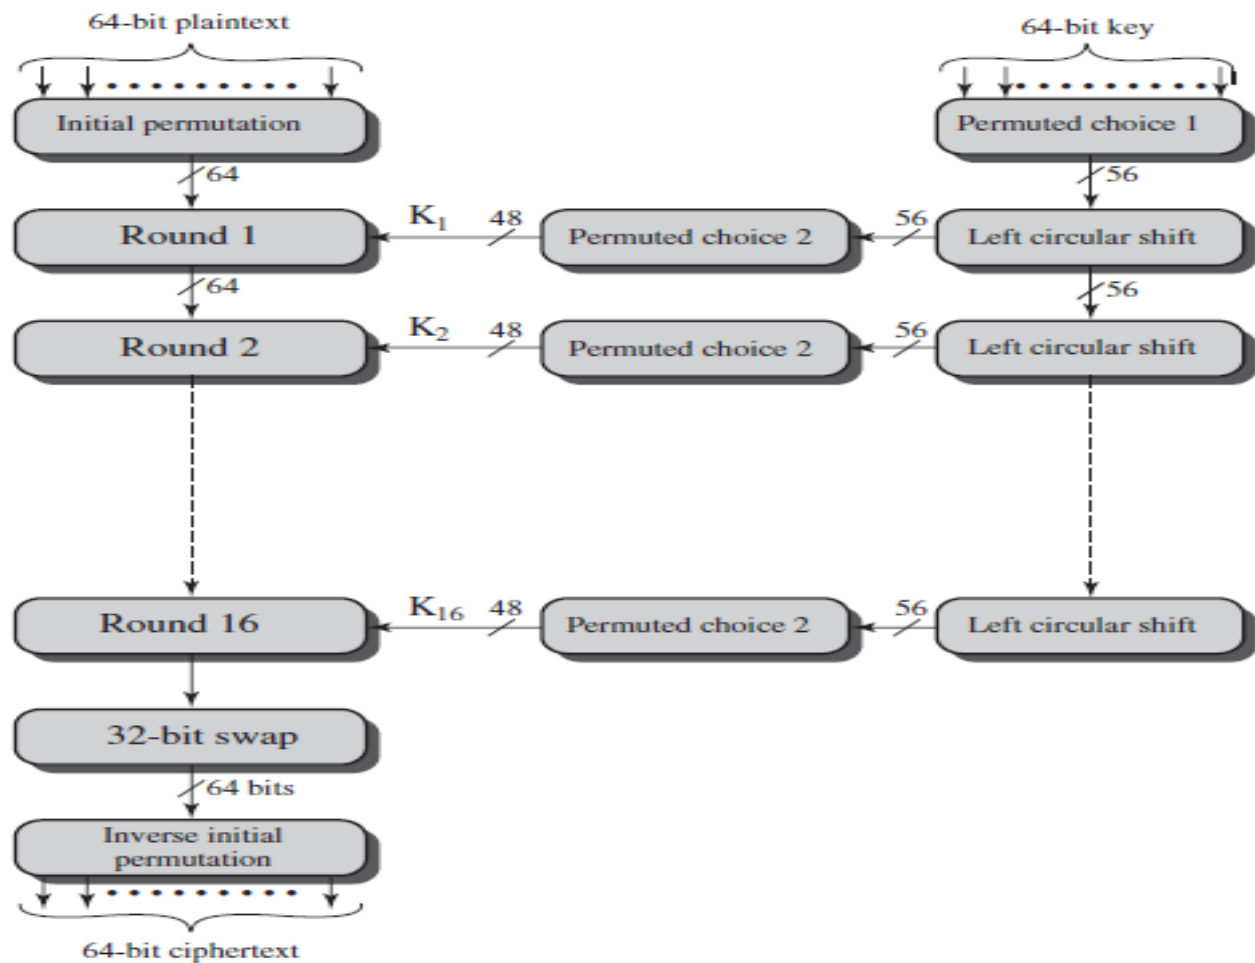 64-bit plaintext
64-bit key
Initial permutation
Permuted choice 1
64
56
Round 1
K1
48
Permuted choice 2
56
Left circular shift
64
56
Round 2
K2
48
Permuted choice 2
56
Left circular shift
Round 16
K16
48
Permuted choice 2
56
Left circular shift
32-bit swap
64 bits
Inverse initial
permutation
64-bit ciphertext